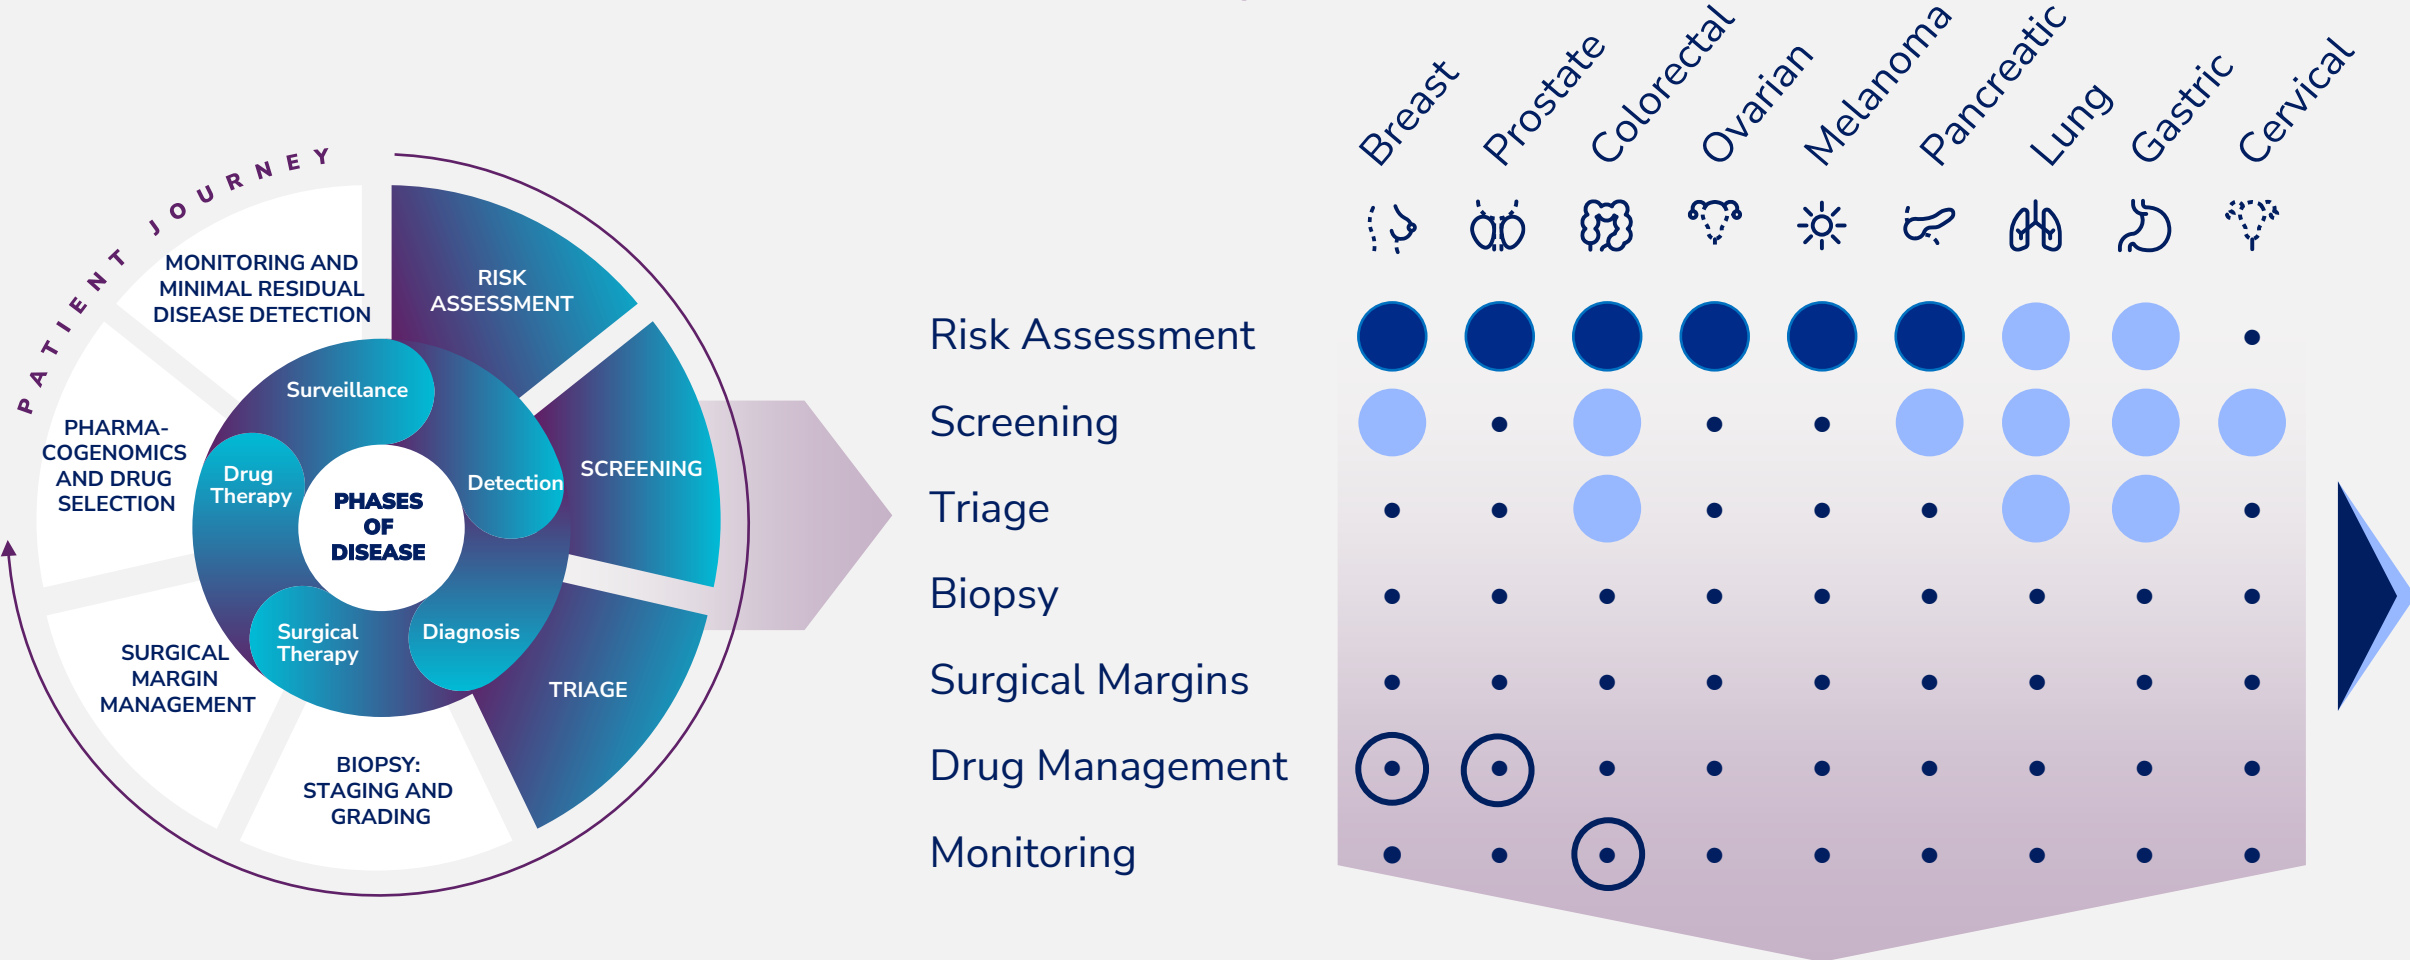 PATIENT JOURNEY
MONITORING AND
MINIMAL RESIDUAL
DISEASE DETECTION
RISK
ASSESSMENT
PHARMA-
COGENOMICS
AND DRUG
SELECTION
SCREENING
SURGICAL
MARGIN
MANAGEMENT
TRIAGE
BIOPSY:
STAGING AND
GRADING
Surveillance
Detection
Drug
Therapy
Surgical
Therapy
Diagnosis
PHASES
OF
DISEASE
Breast
Prostate
Colorectal
Ovarian
Melanoma
Pancreatic
Lung
Gastric
Cervical
Risk Assessment
Screening
Triage
Biopsy
Surgical Margins
Drug Management
Monitoring